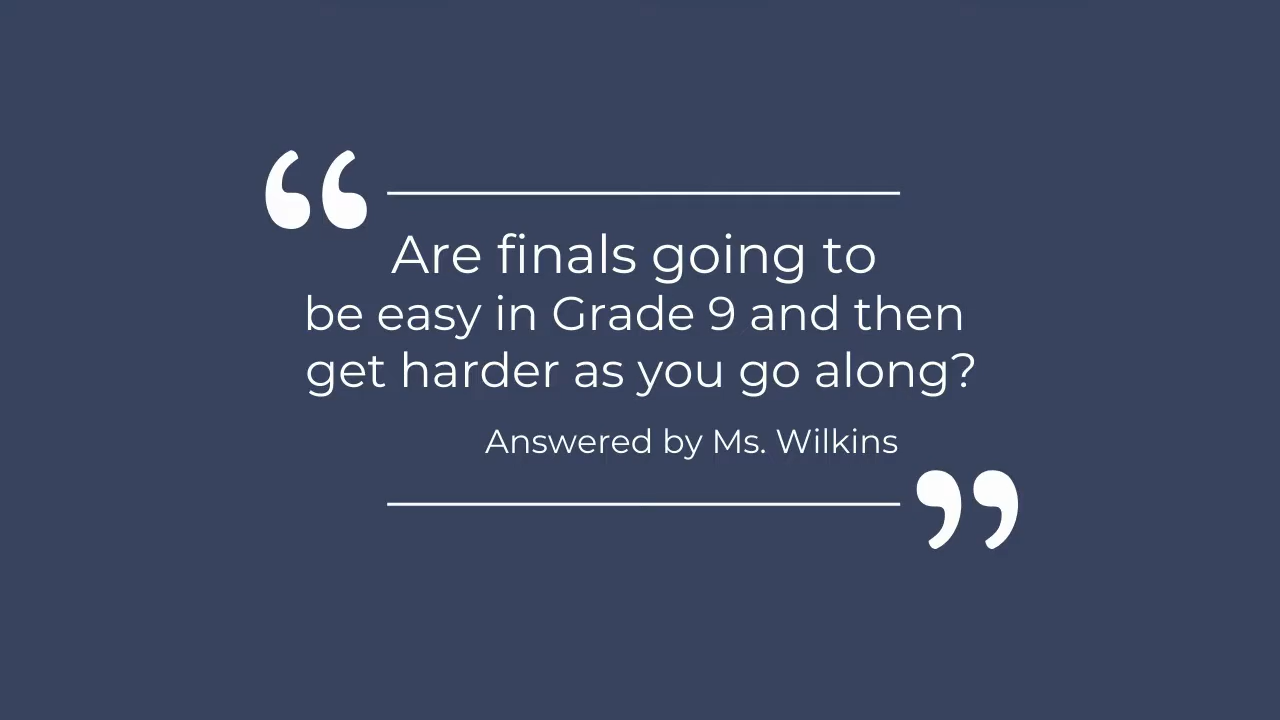 “
Are finals going to
be easy in Grade 9 and then
get harder as you go along?
Answered by Ms. Wilkins
”